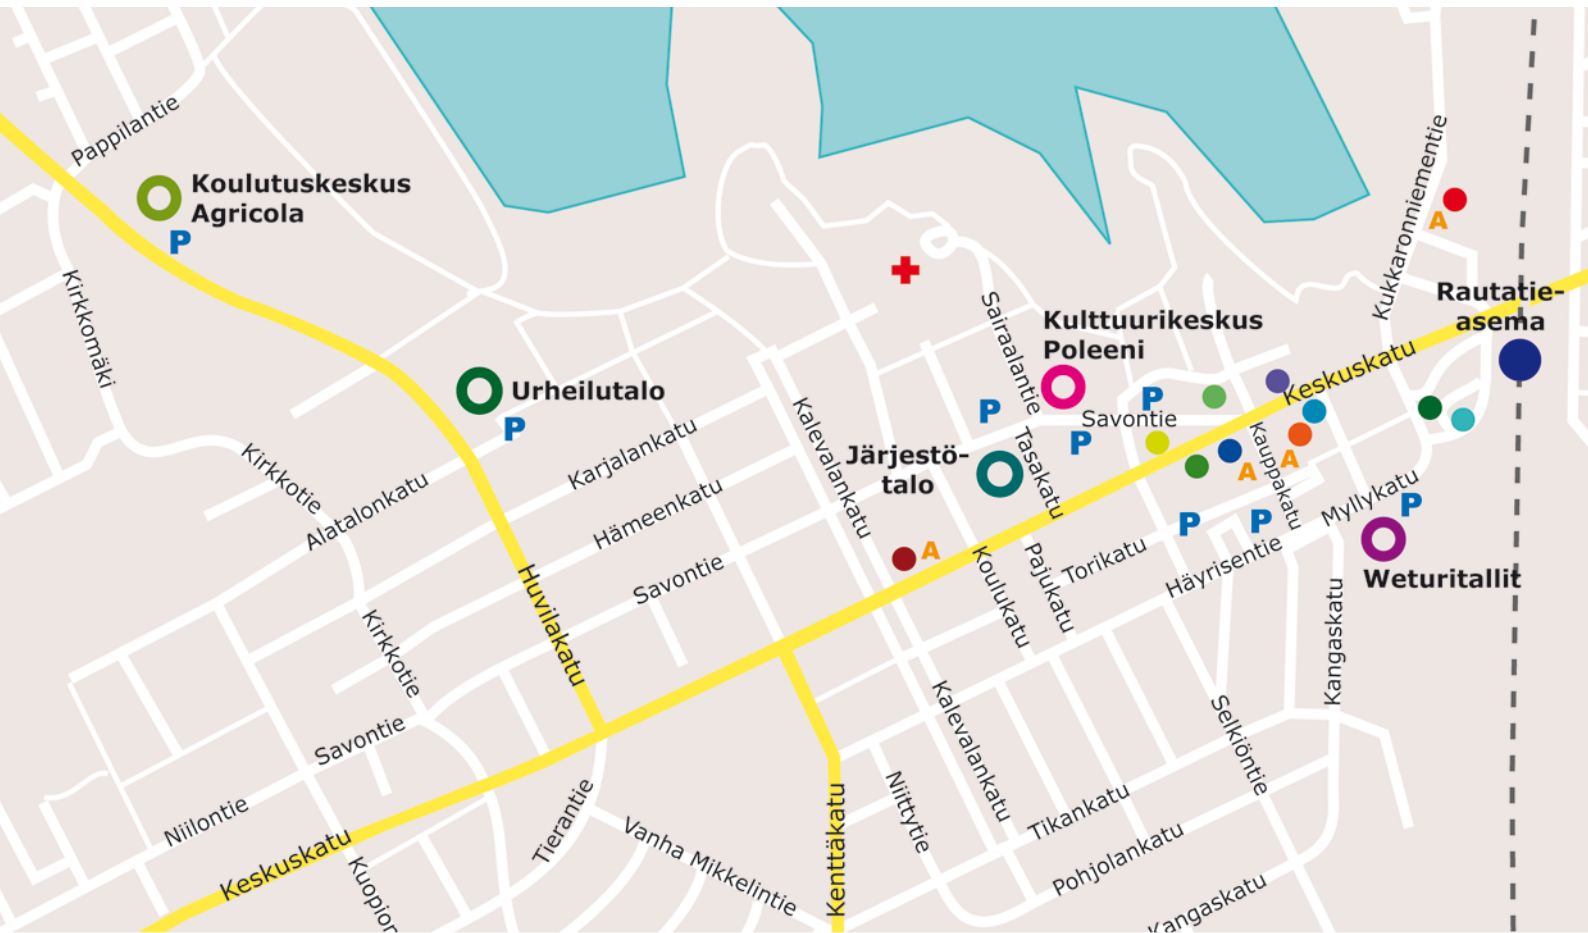 Pappilantie
Koulutuskeskus
Agricola
P
Kirkkomäki
Kukkaronniementie
A
Rautatie-
asema
Sairaalantie
Kulttuurikeskus
Poleeni
Keskuskatu
Urheilutalo
P
P
P
Savontie
P
Kalevalankatu
Karjalankatu
Kirkkotie
Alatalonkatu
Hämeenkatu
Järjestö-
talo
Tasakatu
Kauppakatu
A
A
Myllykatu
P
P
P
Weturitallit
A
Savontie
Huvilakatu
Koulukatu
Pajukatu
Torikatu
Häyrisentie
Kangaskatu
Kirkkotie
Savontie
Kalevalankatu
Selkiöntie
Niilontie
Keskuskatu
Tierantie
Vanha Mikkelintie
Kenttäkatu
Niittytie
Tikankatu
Pohjolankatu
Kuopion
Kangaskatu